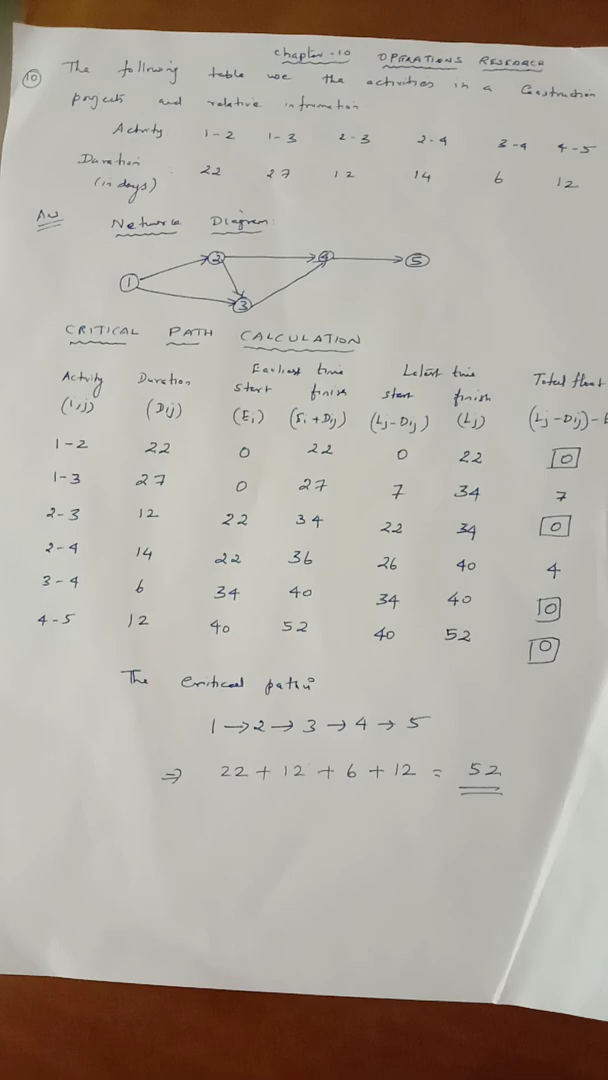 Chapter-10 OPERATIONS RESEARCH
10 The following table use the activities in a Construction
projects and relative information
Activity 1-2 1-3 2-3 2-4 3-4 4-5
Duration 22 27 12 14 6 12
(in days)
Ans Network Diagram:
2 4 5
1
3
CRITICAL PATH CALCULATION
Activity Duration Earliest time Latest time Total float
start finish start finish
(i,j) (Dij) (Ei) (Ei + Dij) (Lj-Dij) (Lj) (Lj-Dij)-E
1-2 22 0 22 0 22 0
1-3 27 0 27 7 34 7
2-3 12 22 34 22 34 0
2-4 14 22 36 26 40 4
3-4 6 34 40 34 40 0
4-5 12 40 52 40 52 0
The Critical path is
1 → 2 → 3 → 4 → 5
⇒ 22 + 12 + 6 + 12 = 52